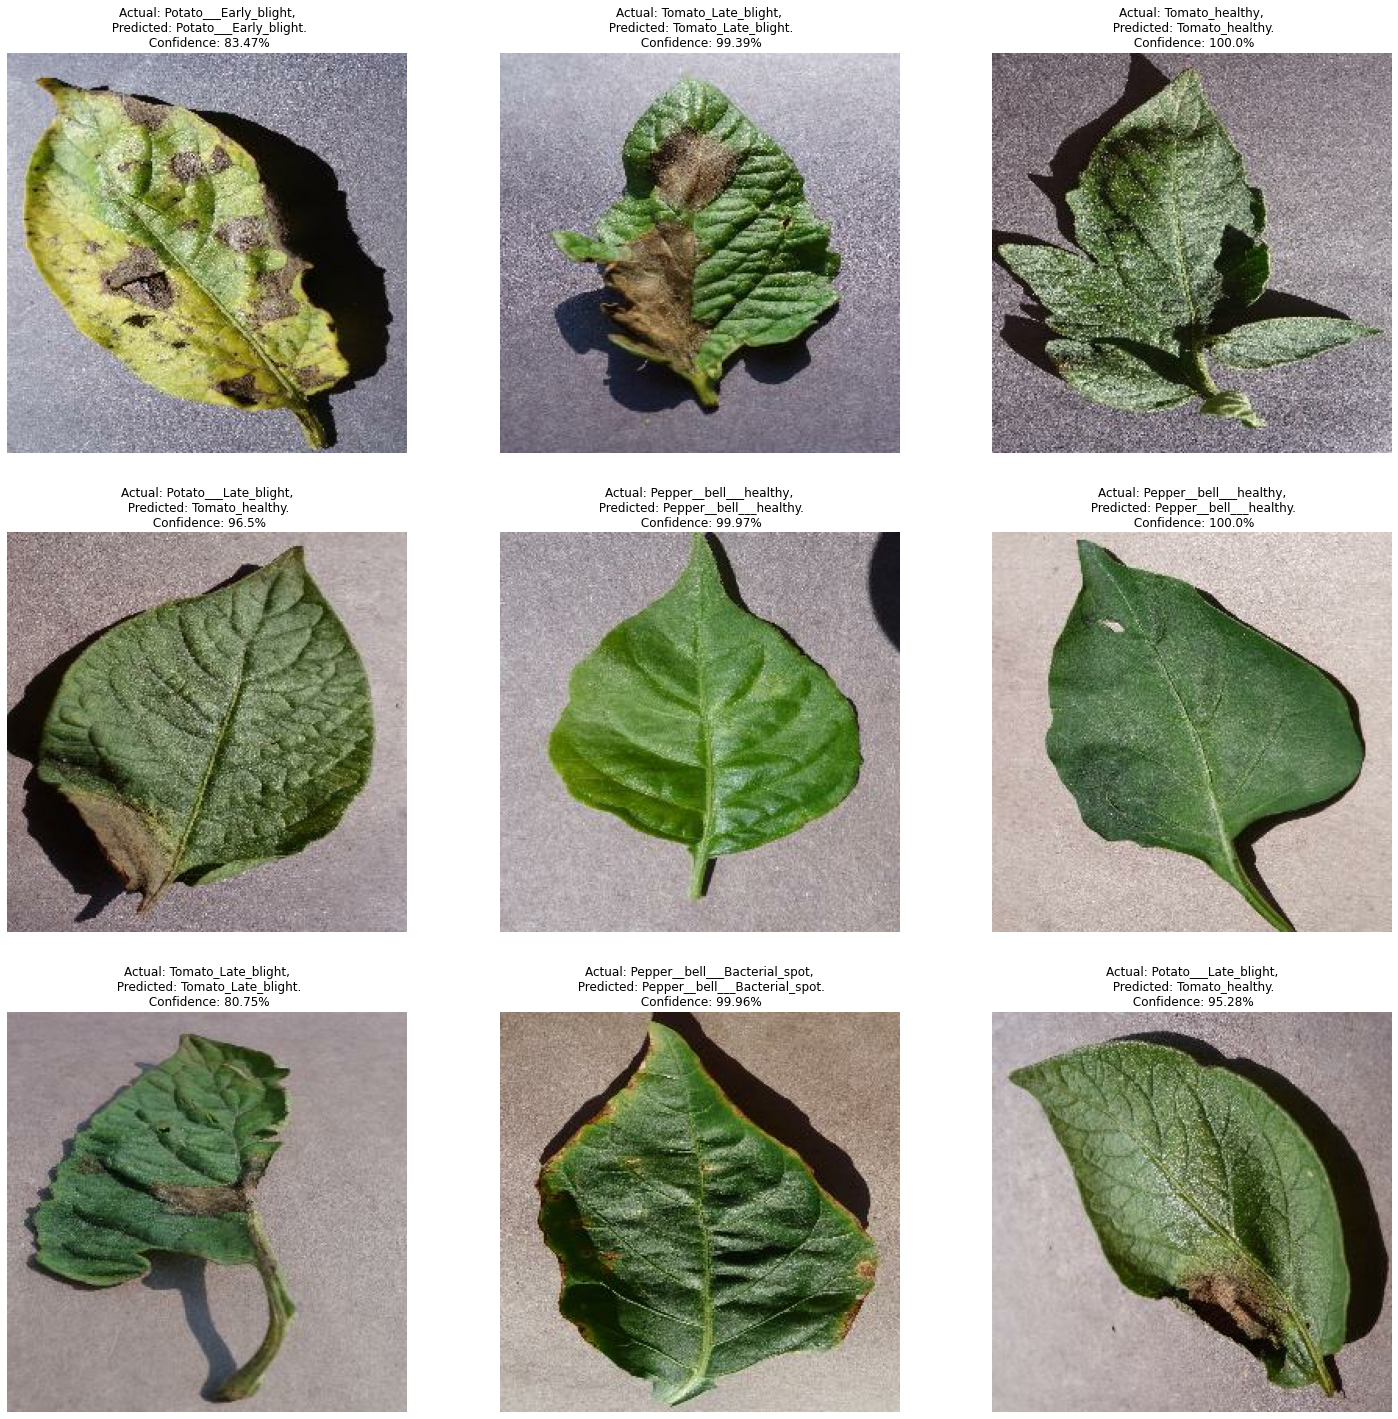 Actual: Potato___Early_blight,
Predicted: Potato___Early_blight.
Confidence: 83.47%
Actual: Tomato_Late_blight,
Predicted: Tomato_Late_blight.
Confidence: 99.39%
Actual: Tomato_healthy,
Predicted: Tomato_healthy.
Confidence: 100.0%
Actual: Potato___Late_blight,
Predicted: Tomato_healthy.
Confidence: 96.5%
Actual: Pepper__bell___healthy,
Predicted: Pepper__bell___healthy.
Confidence: 99.97%
Actual: Pepper__bell___healthy,
Predicted: Pepper__bell___healthy.
Confidence: 100.0%
Actual: Tomato_Late_blight,
Predicted: Tomato_Late_blight.
Confidence: 80.75%
Actual: Pepper__bell___Bacterial_spot,
Predicted: Pepper__bell___Bacterial_spot.
Confidence: 99.96%
Actual: Potato___Late_blight,
Predicted: Tomato_healthy.
Confidence: 95.28%